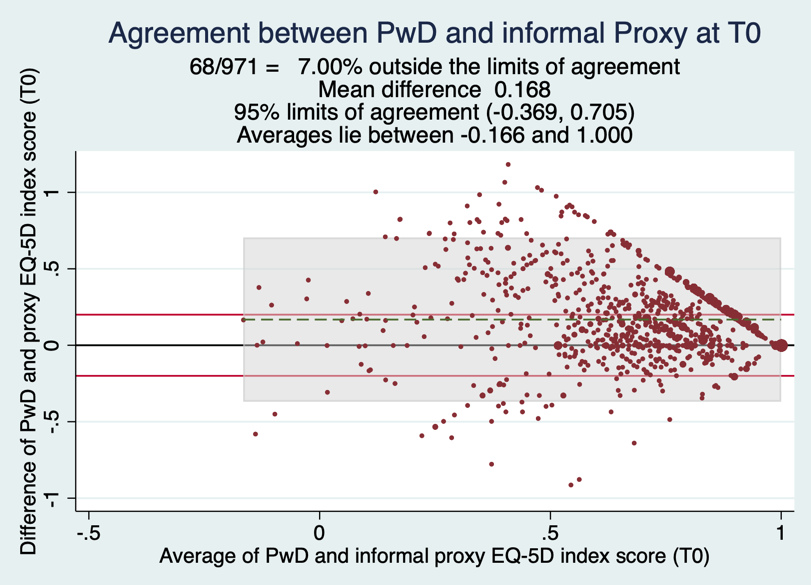 Agreement between PwD and informal Proxy at T0
68/971 = 7.00% outside the limits of agreement
Mean difference 0.168
95% limits of agreement (-0.369, 0.705)
Averages lie between -0.166 and 1.000
Difference of PwD and proxy EQ-5D index score (T0)
1
.5
0
-.5
-1
-.5
0
.5
1
Average of PwD and informal proxy EQ-5D index score (T0)